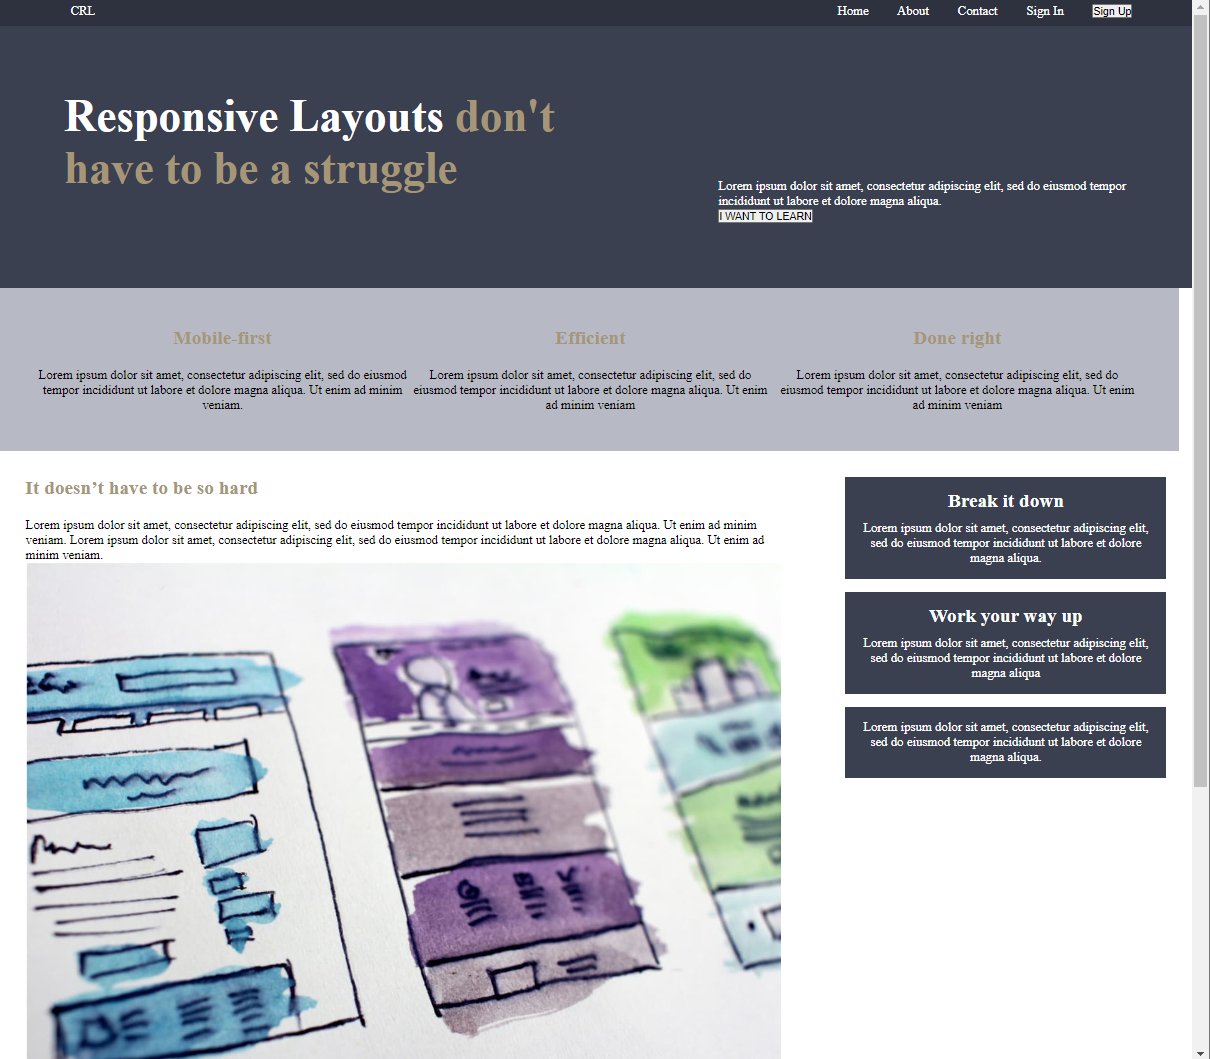 CRL
Home About Contact Sign In Sign Up
Responsive Layouts don't
have to be a struggle
Lorem ipsum dolor sit amet, consectetur adipiscing elit, sed do eiusmod tempor
incididunt ut labore et dolore magna aliqua.
I WANT TO LEARN
Mobile-first
Lorem ipsum dolor sit amet, consectetur adipiscing elit, sed do eiusmod
tempor incididunt ut labore et dolore magna aliqua. Ut enim ad minim
veniam.
Efficient
Lorem ipsum dolor sit amet, consectetur adipiscing elit, sed do
eiusmod tempor incididunt ut labore et dolore magna aliqua. Ut enim
ad minim veniam
Done right
Lorem ipsum dolor sit amet, consectetur adipiscing elit, sed do
eiusmod tempor incididunt ut labore et dolore magna aliqua. Ut enim
ad minim veniam
It doesn’t have to be so hard
Lorem ipsum dolor sit amet, consectetur adipiscing elit, sed do eiusmod tempor incididunt ut labore et dolore magna aliqua. Ut enim ad minim
veniam. Lorem ipsum dolor sit amet, consectetur adipiscing elit, sed do eiusmod tempor incididunt ut labore et dolore magna aliqua. Ut enim ad
minim veniam.
Break it down
Lorem ipsum dolor sit amet, consectetur adipiscing elit,
sed do eiusmod tempor incididunt ut labore et dolore
magna aliqua.
Work your way up
Lorem ipsum dolor sit amet, consectetur adipiscing elit,
sed do eiusmod tempor incididunt ut labore et dolore
magna aliqua
Lorem ipsum dolor sit amet, consectetur adipiscing elit,
sed do eiusmod tempor incididunt ut labore et dolore
magna aliqua.